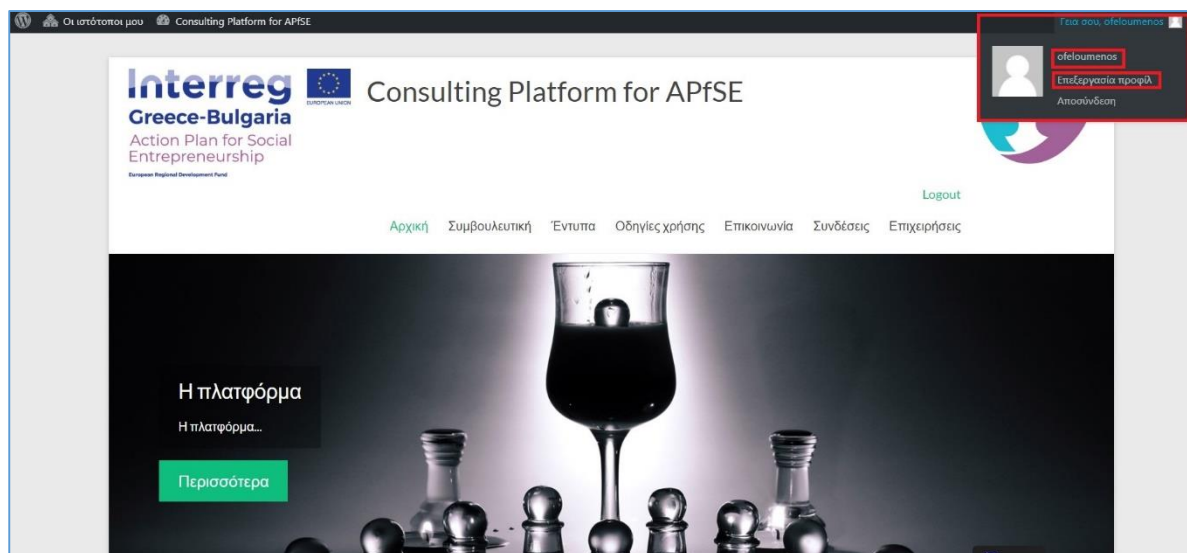 Οι ιστότοποι μου Consulting Platform for APfSE Γεια σου, ofeloumenos
ofeloumenos
Επεξεργασία προφίλ
Αποσύνδεση
Interreg
EUROPEAN UNION
Greece-Bulgaria
Action Plan for Social
Entrepreneurship
European Regional Development Fund
Consulting Platform for APfSE
Logout
Αρχική Συμβουλευτική Έντυπα Οδηγίες χρήσης Επικοινωνία Συνδέσεις Επιχειρήσεις
Η πλατφόρμα
Η πλατφόρμα...
Περισσότερα